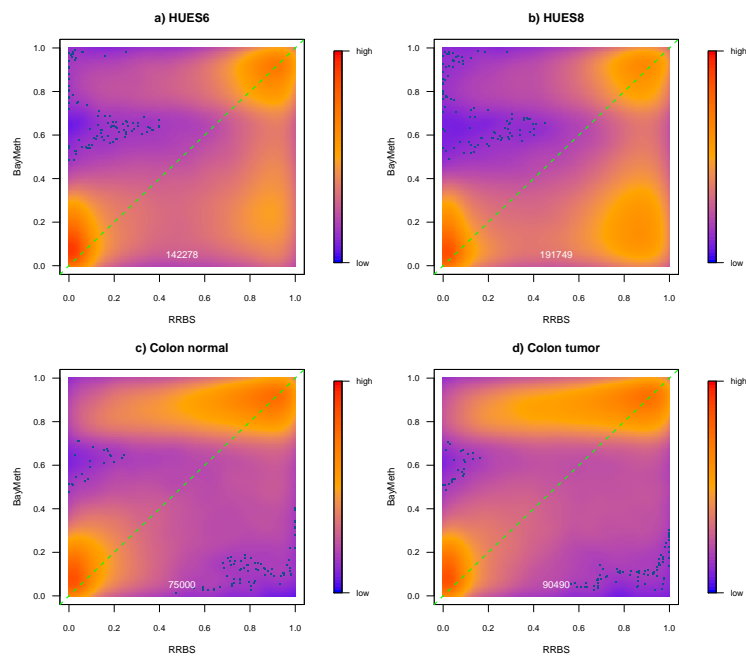 a) HUES6
BayMeth
1.0
0.8
0.6
0.4
0.2
0.0
142278
0.0 0.2 0.4 0.6 0.8 1.0
RRBS
high
low
b) HUES8
BayMeth
1.0
0.8
0.6
0.4
0.2
0.0
191749
0.0 0.2 0.4 0.6 0.8 1.0
RRBS
high
low
c) Colon normal
BayMeth
1.0
0.8
0.6
0.4
0.2
0.0
75000
0.0 0.2 0.4 0.6 0.8 1.0
RRBS
high
low
d) Colon tumor
BayMeth
1.0
0.8
0.6
0.4
0.2
0.0
90490
0.0 0.2 0.4 0.6 0.8 1.0
RRBS
high
low